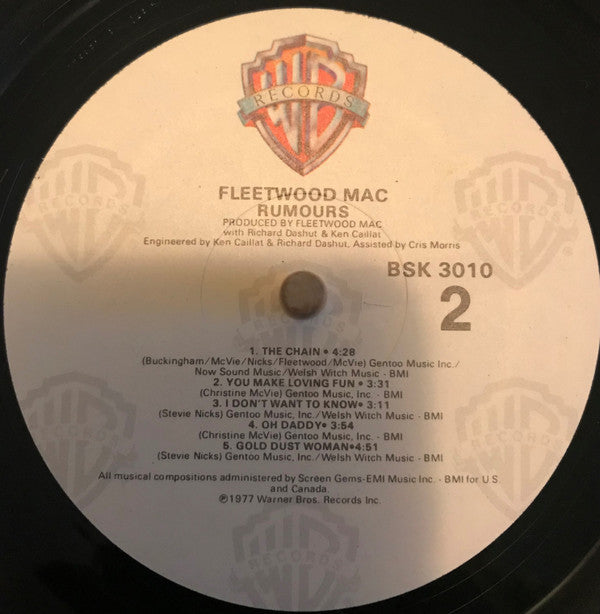 WB
RECORDS
FLEETWOOD MAC
RUMOURS
PRODUCED BY FLEETWOOD MAC
with Richard Dashut & Ken Caillat
Engineered by Ken Caillat & Richard Dashut, Assisted by Cris Morris
BSK 3010
2
1. THE CHAIN • 4:28
(Buckingham/McVie/Nicks/Fleetwood/McVie) Gentoo Music Inc./
Now Sound Music/Welsh Witch Music - BMI
2. YOU MAKE LOVING FUN • 3:31
(Christine McVie) Gentoo Music, Inc. - BMI
3. I DON'T WANT TO KNOW• 3:11
(Stevie Nicks) Gentoo Music, Inc./Welsh Witch Music - BMI
4. OH DADDY• 3:54
(Christine McVie) Gentoo Music, Inc. - BMI
5. GOLD DUST WOMAN•4:51
(Stevie Nicks) Gentoo Music, Inc./Welsh Witch Music - BMI
All musical compositions administered by Screen Gems-EMI Music Inc. - BMI for U.S.
and Canada.
℗1977 Warner Bros. Records Inc.